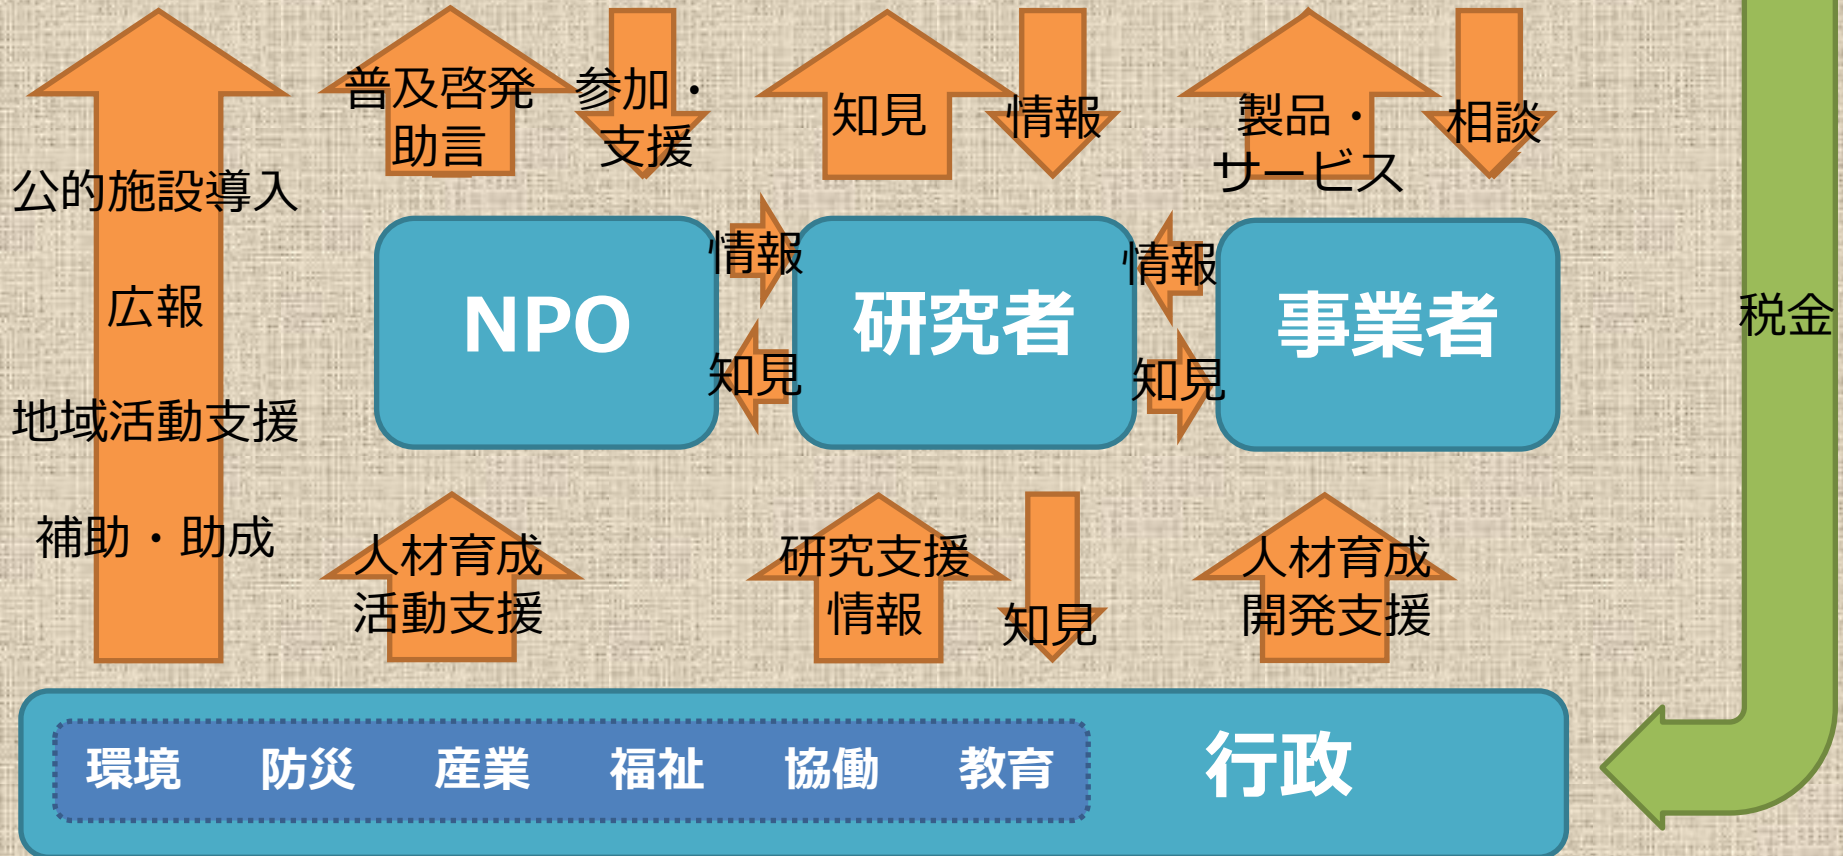 普及啓発
助言
参加・
支援
知見
情報
製品・
サービス
相談
公的施設導入
広報
地域活動支援
補助・助成
NPO
情報
知見
研究者
情報
知見
事業者
税金
人材育成
活動支援
研究支援
情報
知見
人材育成
開発支援
環境 防災 産業 福祉 協働 教育
行政